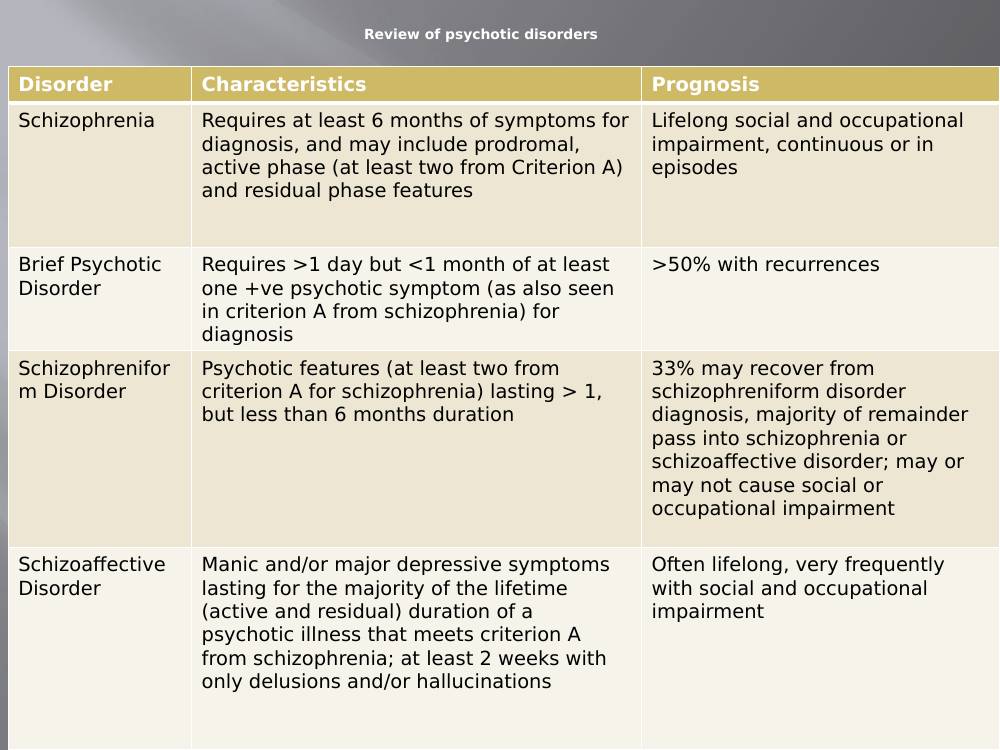 Review of psychotic disorders
Disorder
Characteristics
Prognosis
Schizophrenia
Requires at least 6 months of symptoms for
diagnosis, and may include prodromal,
active phase (at least two from Criterion A)
and residual phase features
Lifelong social and occupational
impairment, continuous or in
episodes
Brief Psychotic
Disorder
Requires >1 day but <1 month of at least
one +ve psychotic symptom (as also seen
in criterion A from schizophrenia) for
diagnosis
>50% with recurrences
Schizophrenifor
m Disorder
Psychotic features (at least two from
criterion A for schizophrenia) lasting > 1,
but less than 6 months duration
33% may recover from
schizophreniform disorder
diagnosis, majority of remainder
pass into schizophrenia or
schizoaffective disorder; may or
may not cause social or
occupational impairment
Schizoaffective
Disorder
Manic and/or major depressive symptoms
lasting for the majority of the lifetime
(active and residual) duration of a
psychotic illness that meets criterion A
from schizophrenia; at least 2 weeks with
only delusions and/or hallucinations
Often lifelong, very frequently
with social and occupational
impairment